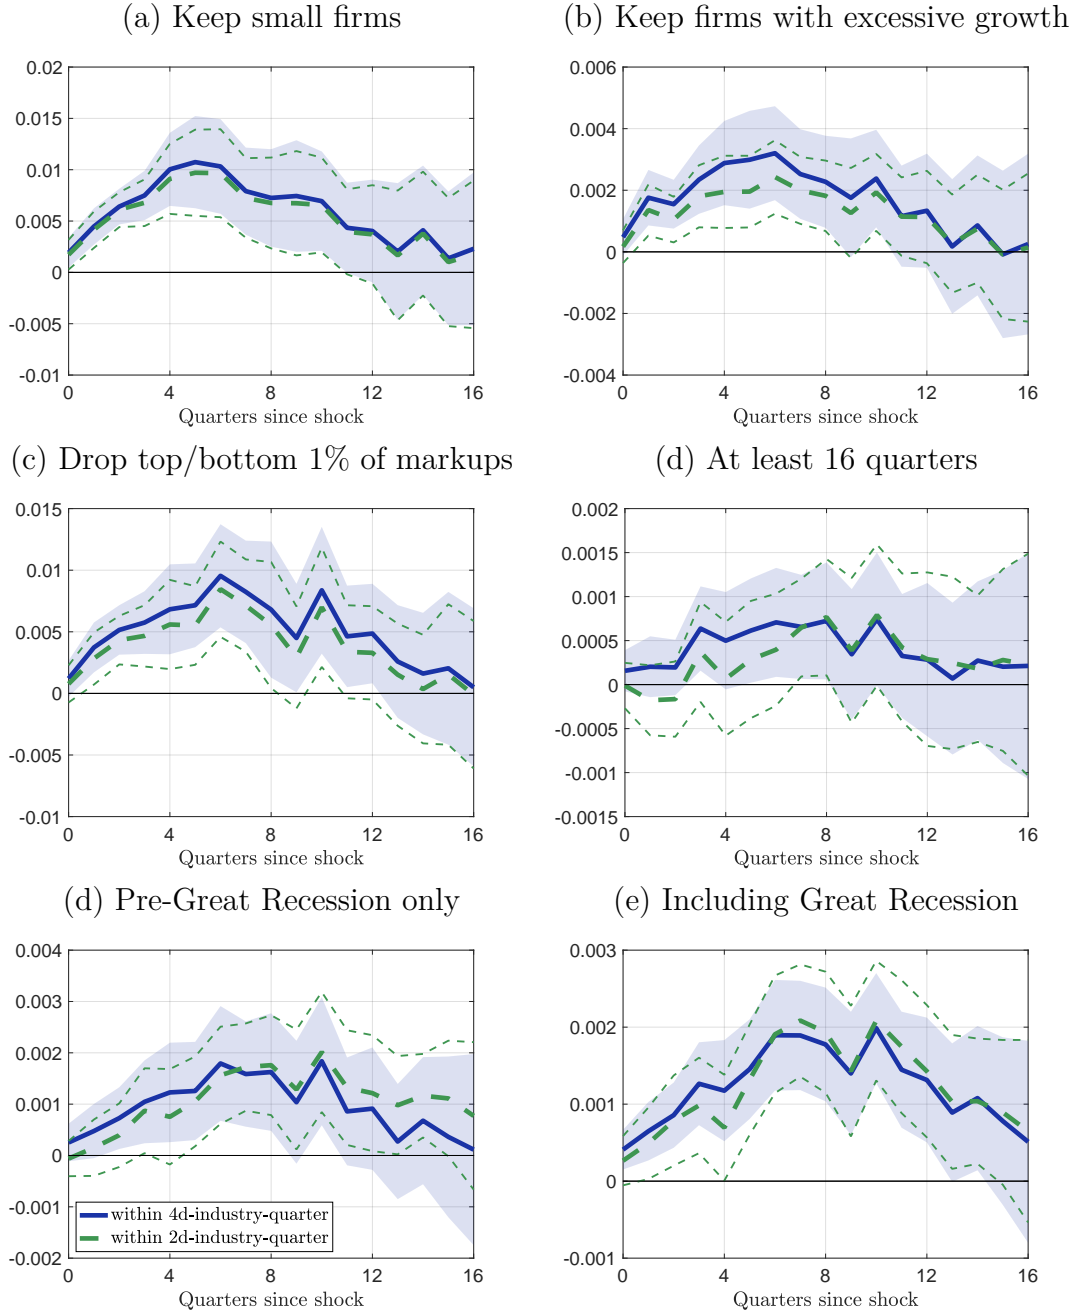 (a) Keep small firms
0.02
0.015
0.01
0.005
0
-0.005
-0.01
0 4 8 12 16
Quarters since shock
(b) Keep firms with excessive growth
0.006
0.004
0.002
0
-0.002
-0.004
0 4 8 12 16
Quarters since shock
(c) Drop top/bottom 1% of markups
0.015
0.01
0.005
0
-0.005
-0.01
0 4 8 12 16
Quarters since shock
(d) At least 16 quarters
0.002
0.0015
0.001
0.0005
0
-0.0005
-0.001
-0.0015
0 4 8 12 16
Quarters since shock
(d) Pre-Great Recession only
0.004
0.003
0.002
0.001
0
-0.001
-0.002
within 4d-industry-quarter
within 2d-industry-quarter
0 4 8 12 16
Quarters since shock
(e) Including Great Recession
0.003
0.002
0.001
0
-0.001
0 4 8 12 16
Quarters since shock